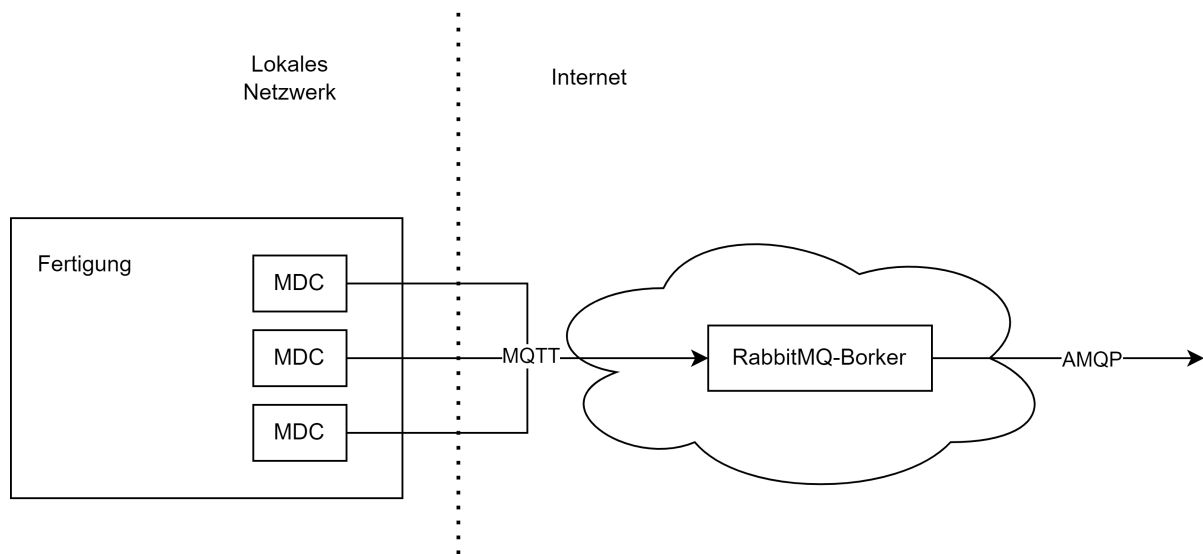 Lokales
Netzwerk
Internet
Fertigung
MDC
MDC
MQTT
RabbitMQ-Borker
AMQP
MDC